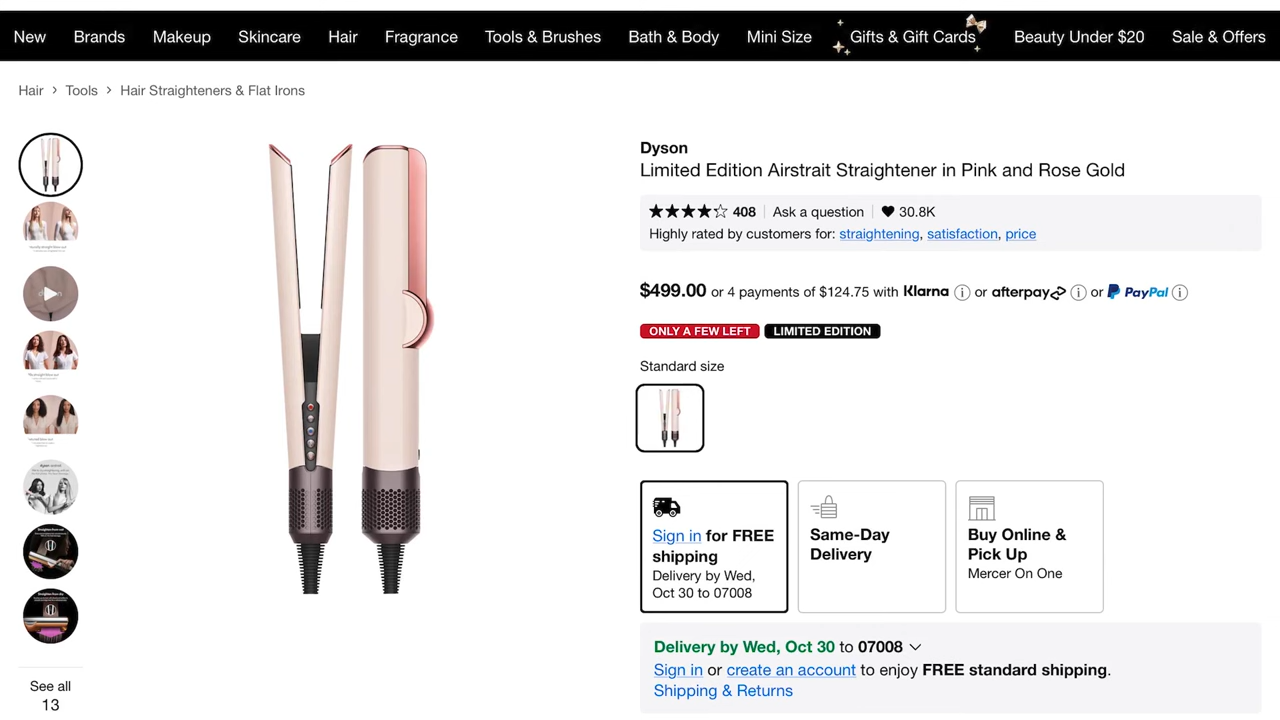 New Brands Makeup Skincare Hair Fragrance Tools & Brushes Bath & Body Mini Size Gifts & Gift Cards Beauty Under $20 Sale & Offers
Hair > Tools > Hair Straighteners & Flat Irons
Dyson
Limited Edition Airstrait Straightener in Pink and Rose Gold
408 Ask a question 30.8K
Highly rated by customers for: straightening, satisfaction, price
$499.00 or 4 payments of $124.75 with Klarna or afterpay or PayPal
ONLY A FEW LEFT LIMITED EDITION
Standard size
Sign in for FREE
shipping
Delivery by Wed,
Oct 30 to 07008
Same-Day
Delivery
Buy Online &
Pick Up
Mercer On One
Delivery by Wed, Oct 30 to 07008
Sign in or create an account to enjoy FREE standard shipping.
Shipping & Returns
See all
13